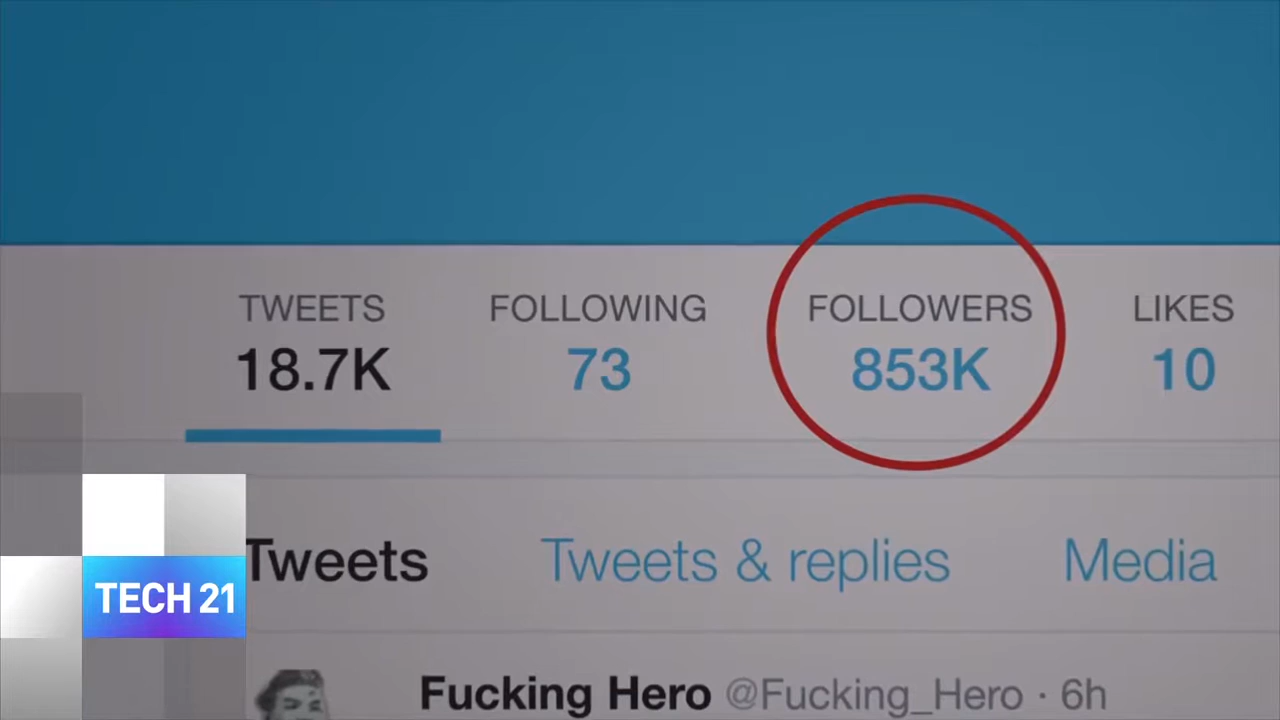 TWEETS FOLLOWING FOLLOWERS LIKES
18.7K 73 853K 10
Tweets Tweets & replies Media
TECH 21
Fucking Hero @Fucking_Hero · 6h